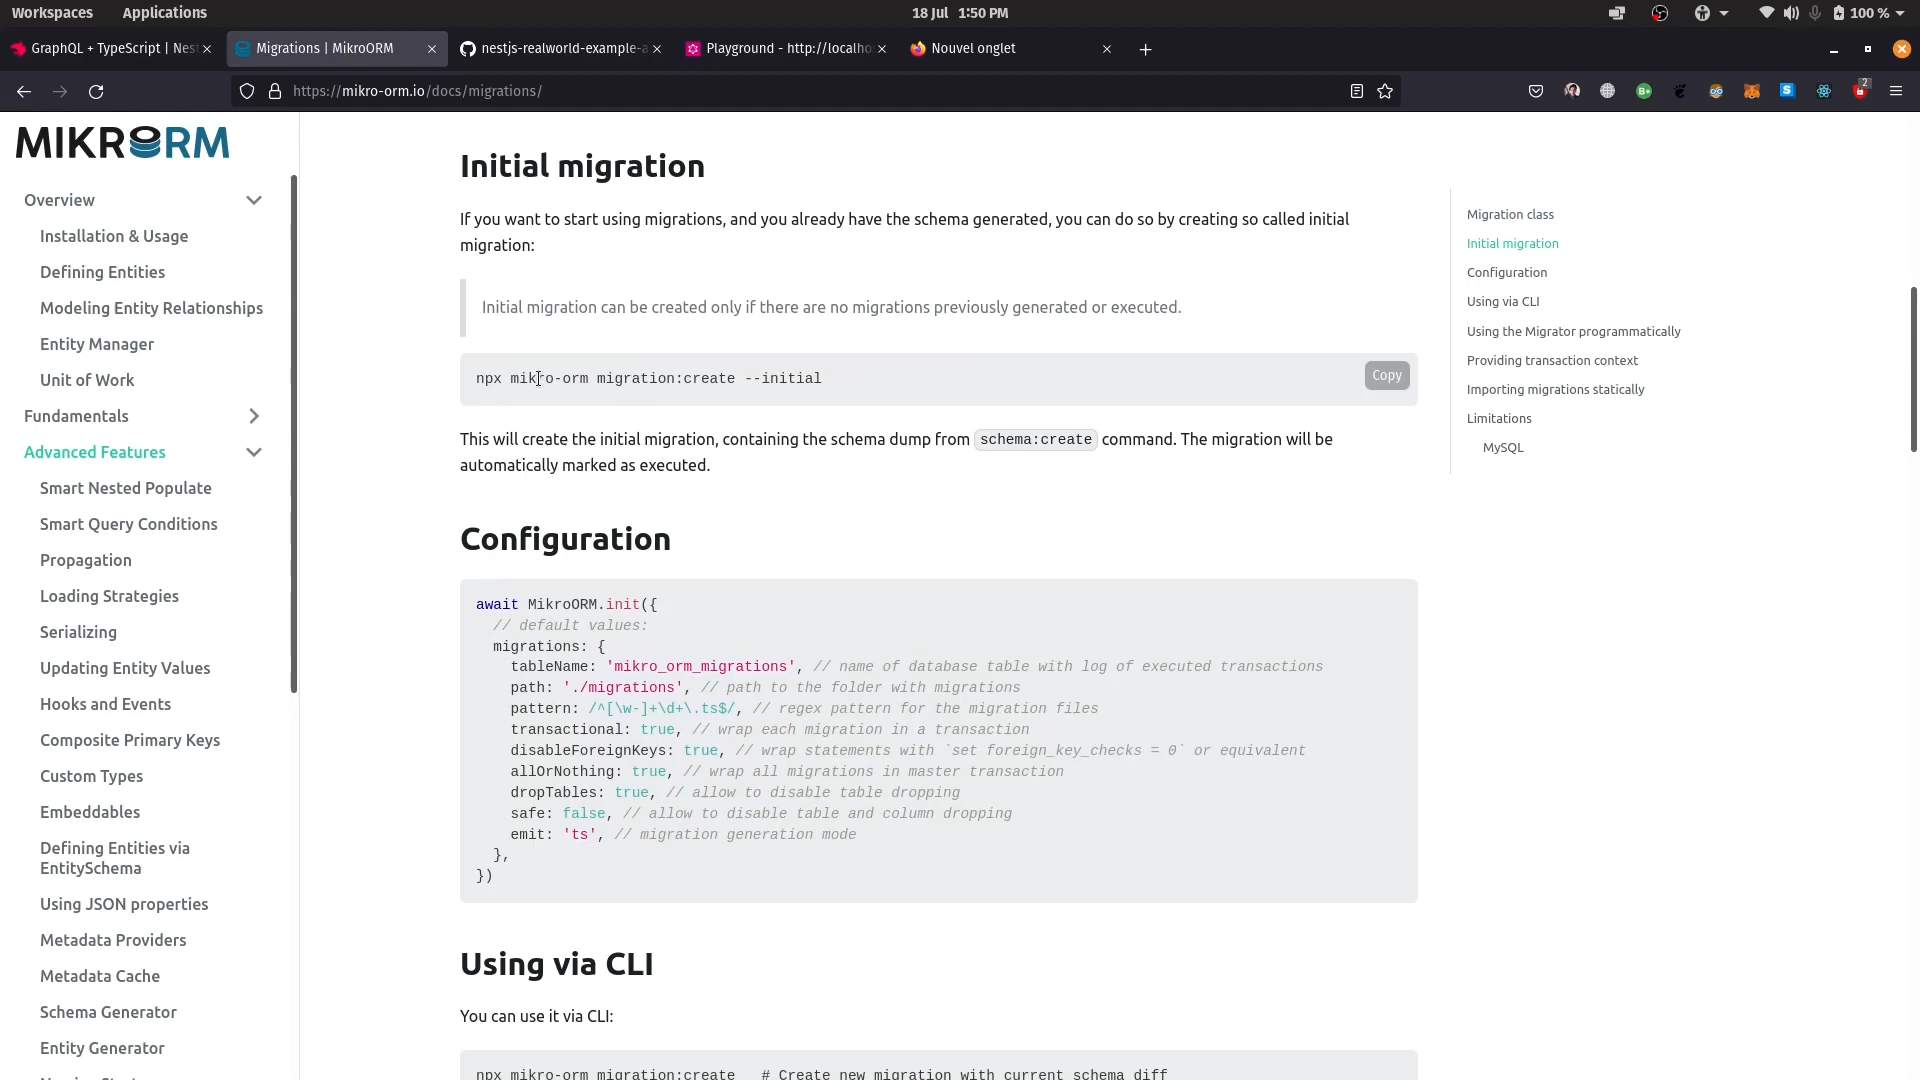 Workspaces Applications 18 Jul 1:50 PM 100 %
GraphQL + TypeScript | Nes Migrations | MikroORM nestjs-realworld-example-a Playground - http://localho Nouvel onglet
https://mikro-orm.io/docs/migrations/
MIKRORM
Overview
Installation & Usage
Defining Entities
Modeling Entity Relationships
Entity Manager
Unit of Work
Fundamentals
Advanced Features
Smart Nested Populate
Smart Query Conditions
Propagation
Loading Strategies
Serializing
Updating Entity Values
Hooks and Events
Composite Primary Keys
Custom Types
Embeddables
Defining Entities via
EntitySchema
Using JSON properties
Metadata Providers
Metadata Cache
Schema Generator
Entity Generator
Initial migration
If you want to start using migrations, and you already have the schema generated, you can do so by creating so called initial
migration:
Initial migration can be created only if there are no migrations previously generated or executed.
npx mikro-orm migration:create --initial
Copy
This will create the initial migration, containing the schema dump from schema:create command. The migration will be
automatically marked as executed.
Configuration
await MikroORM.init({
// default values:
migrations: {
tableName: 'mikro_orm_migrations', // name of database table with log of executed transactions
path: './migrations', // path to the folder with migrations
pattern: /^[\w-]+\d+\.ts$/, // regex pattern for the migration files
transactional: true, // wrap each migration in a transaction
disableForeignKeys: true, // wrap statements with `set foreign_key_checks = 0` or equivalent
allOrNothing: true, // wrap all migrations in master transaction
dropTables: true, // allow to disable table dropping
safe: false, // allow to disable table and column dropping
emit: 'ts', // migration generation mode
},
})
Using via CLI
You can use it via CLI:
npx mikro-orm migration:create # Create new migration with current schema diff
Migration class
Initial migration
Configuration
Using via CLI
Using the Migrator programmatically
Providing transaction context
Importing migrations statically
Limitations
MySQL